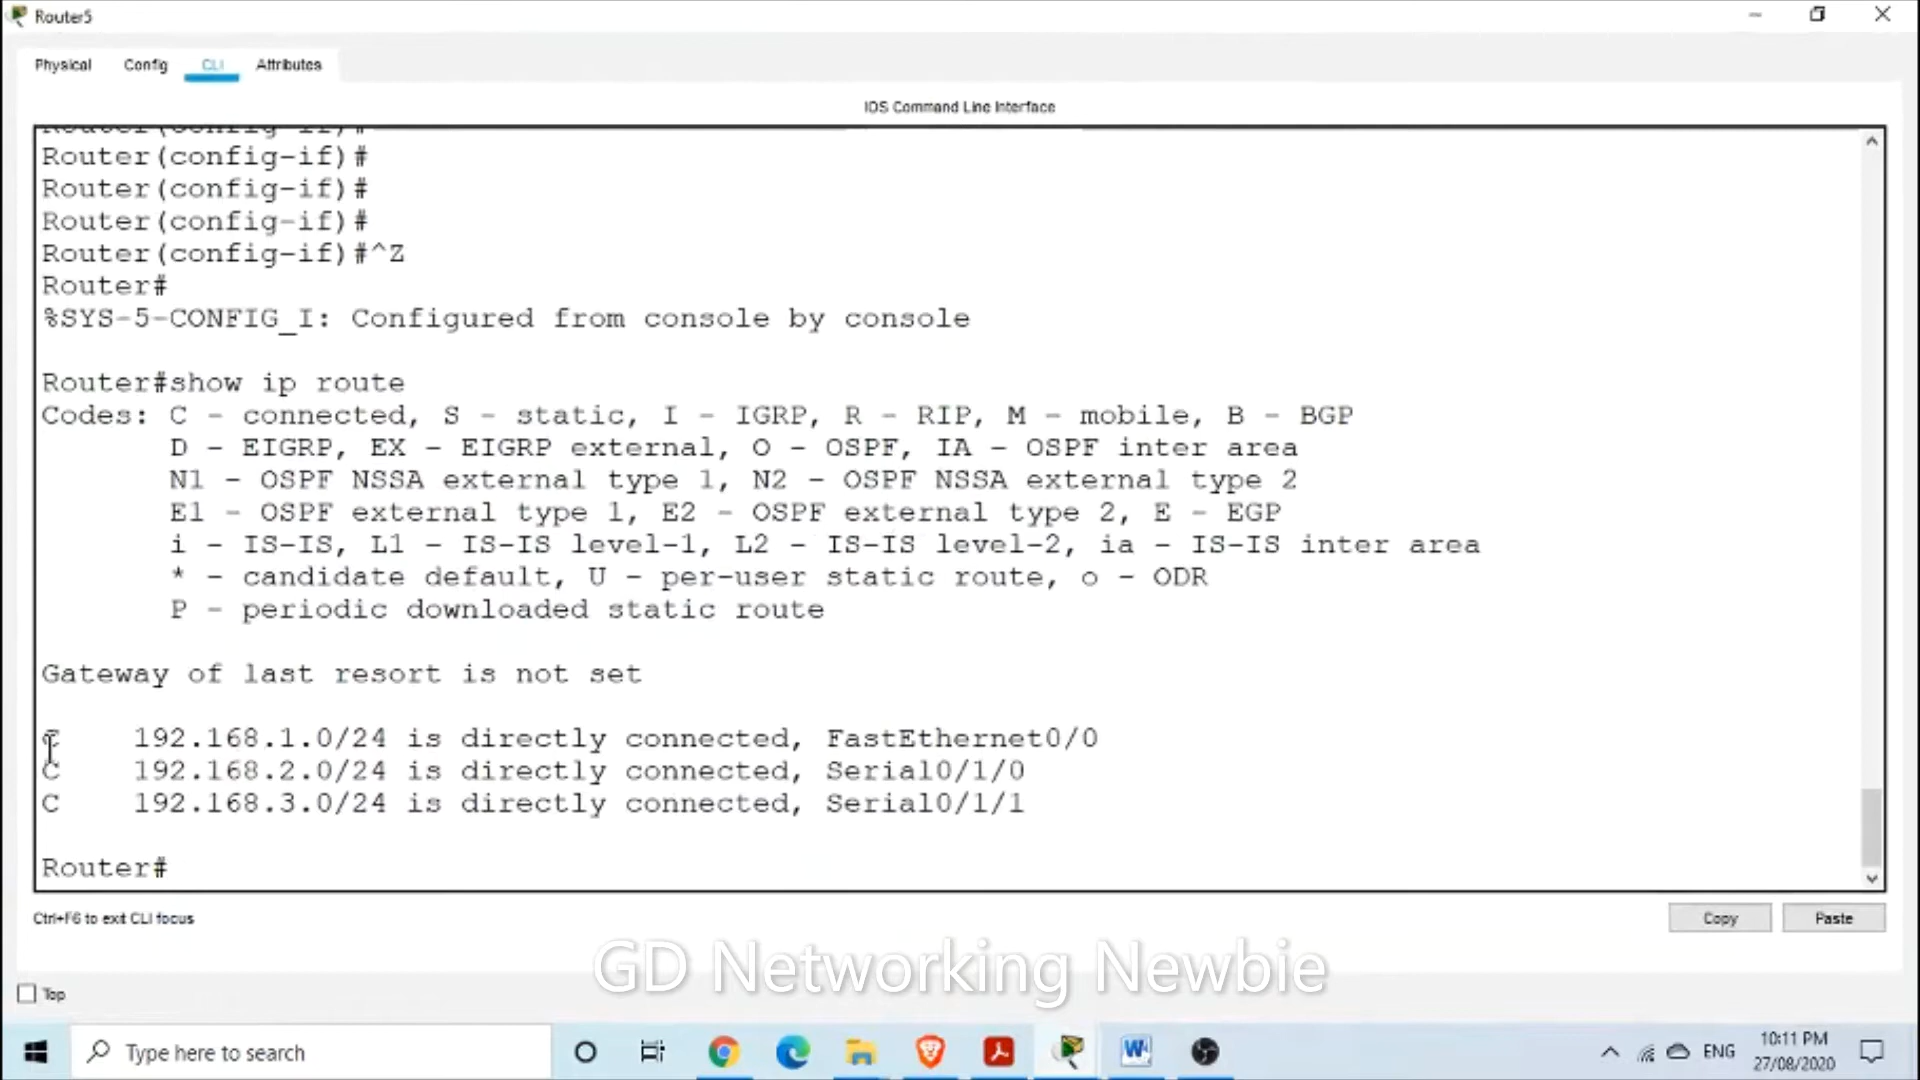 Router5
Physical Config CLI Attributes
IOS Command Line Interface
Router(config-if)#
Router(config-if)#
Router(config-if)#
Router(config-if)#
Router(config-if)#^Z
Router#
%SYS-5-CONFIG_I: Configured from console by console
Router#show ip route
Codes: C - connected, S - static, I - IGRP, R - RIP, M - mobile, B - BGP
D - EIGRP, EX - EIGRP external, O - OSPF, IA - OSPF inter area
N1 - OSPF NSSA external type 1, N2 - OSPF NSSA external type 2
E1 - OSPF external type 1, E2 - OSPF external type 2, E - EGP
i - IS-IS, L1 - IS-IS level-1, L2 - IS-IS level-2, ia - IS-IS inter area
* - candidate default, U - per-user static route, o - ODR
P - periodic downloaded static route
Gateway of last resort is not set
C 192.168.1.0/24 is directly connected, FastEthernet0/0
C 192.168.2.0/24 is directly connected, Serial0/1/0
C 192.168.3.0/24 is directly connected, Serial0/1/1
Router#
Ctrl+F6 to exit CLI focus
Copy Paste
GD Networking Newbie
Top
Type here to search
ENG
10:11 PM
27/08/2020